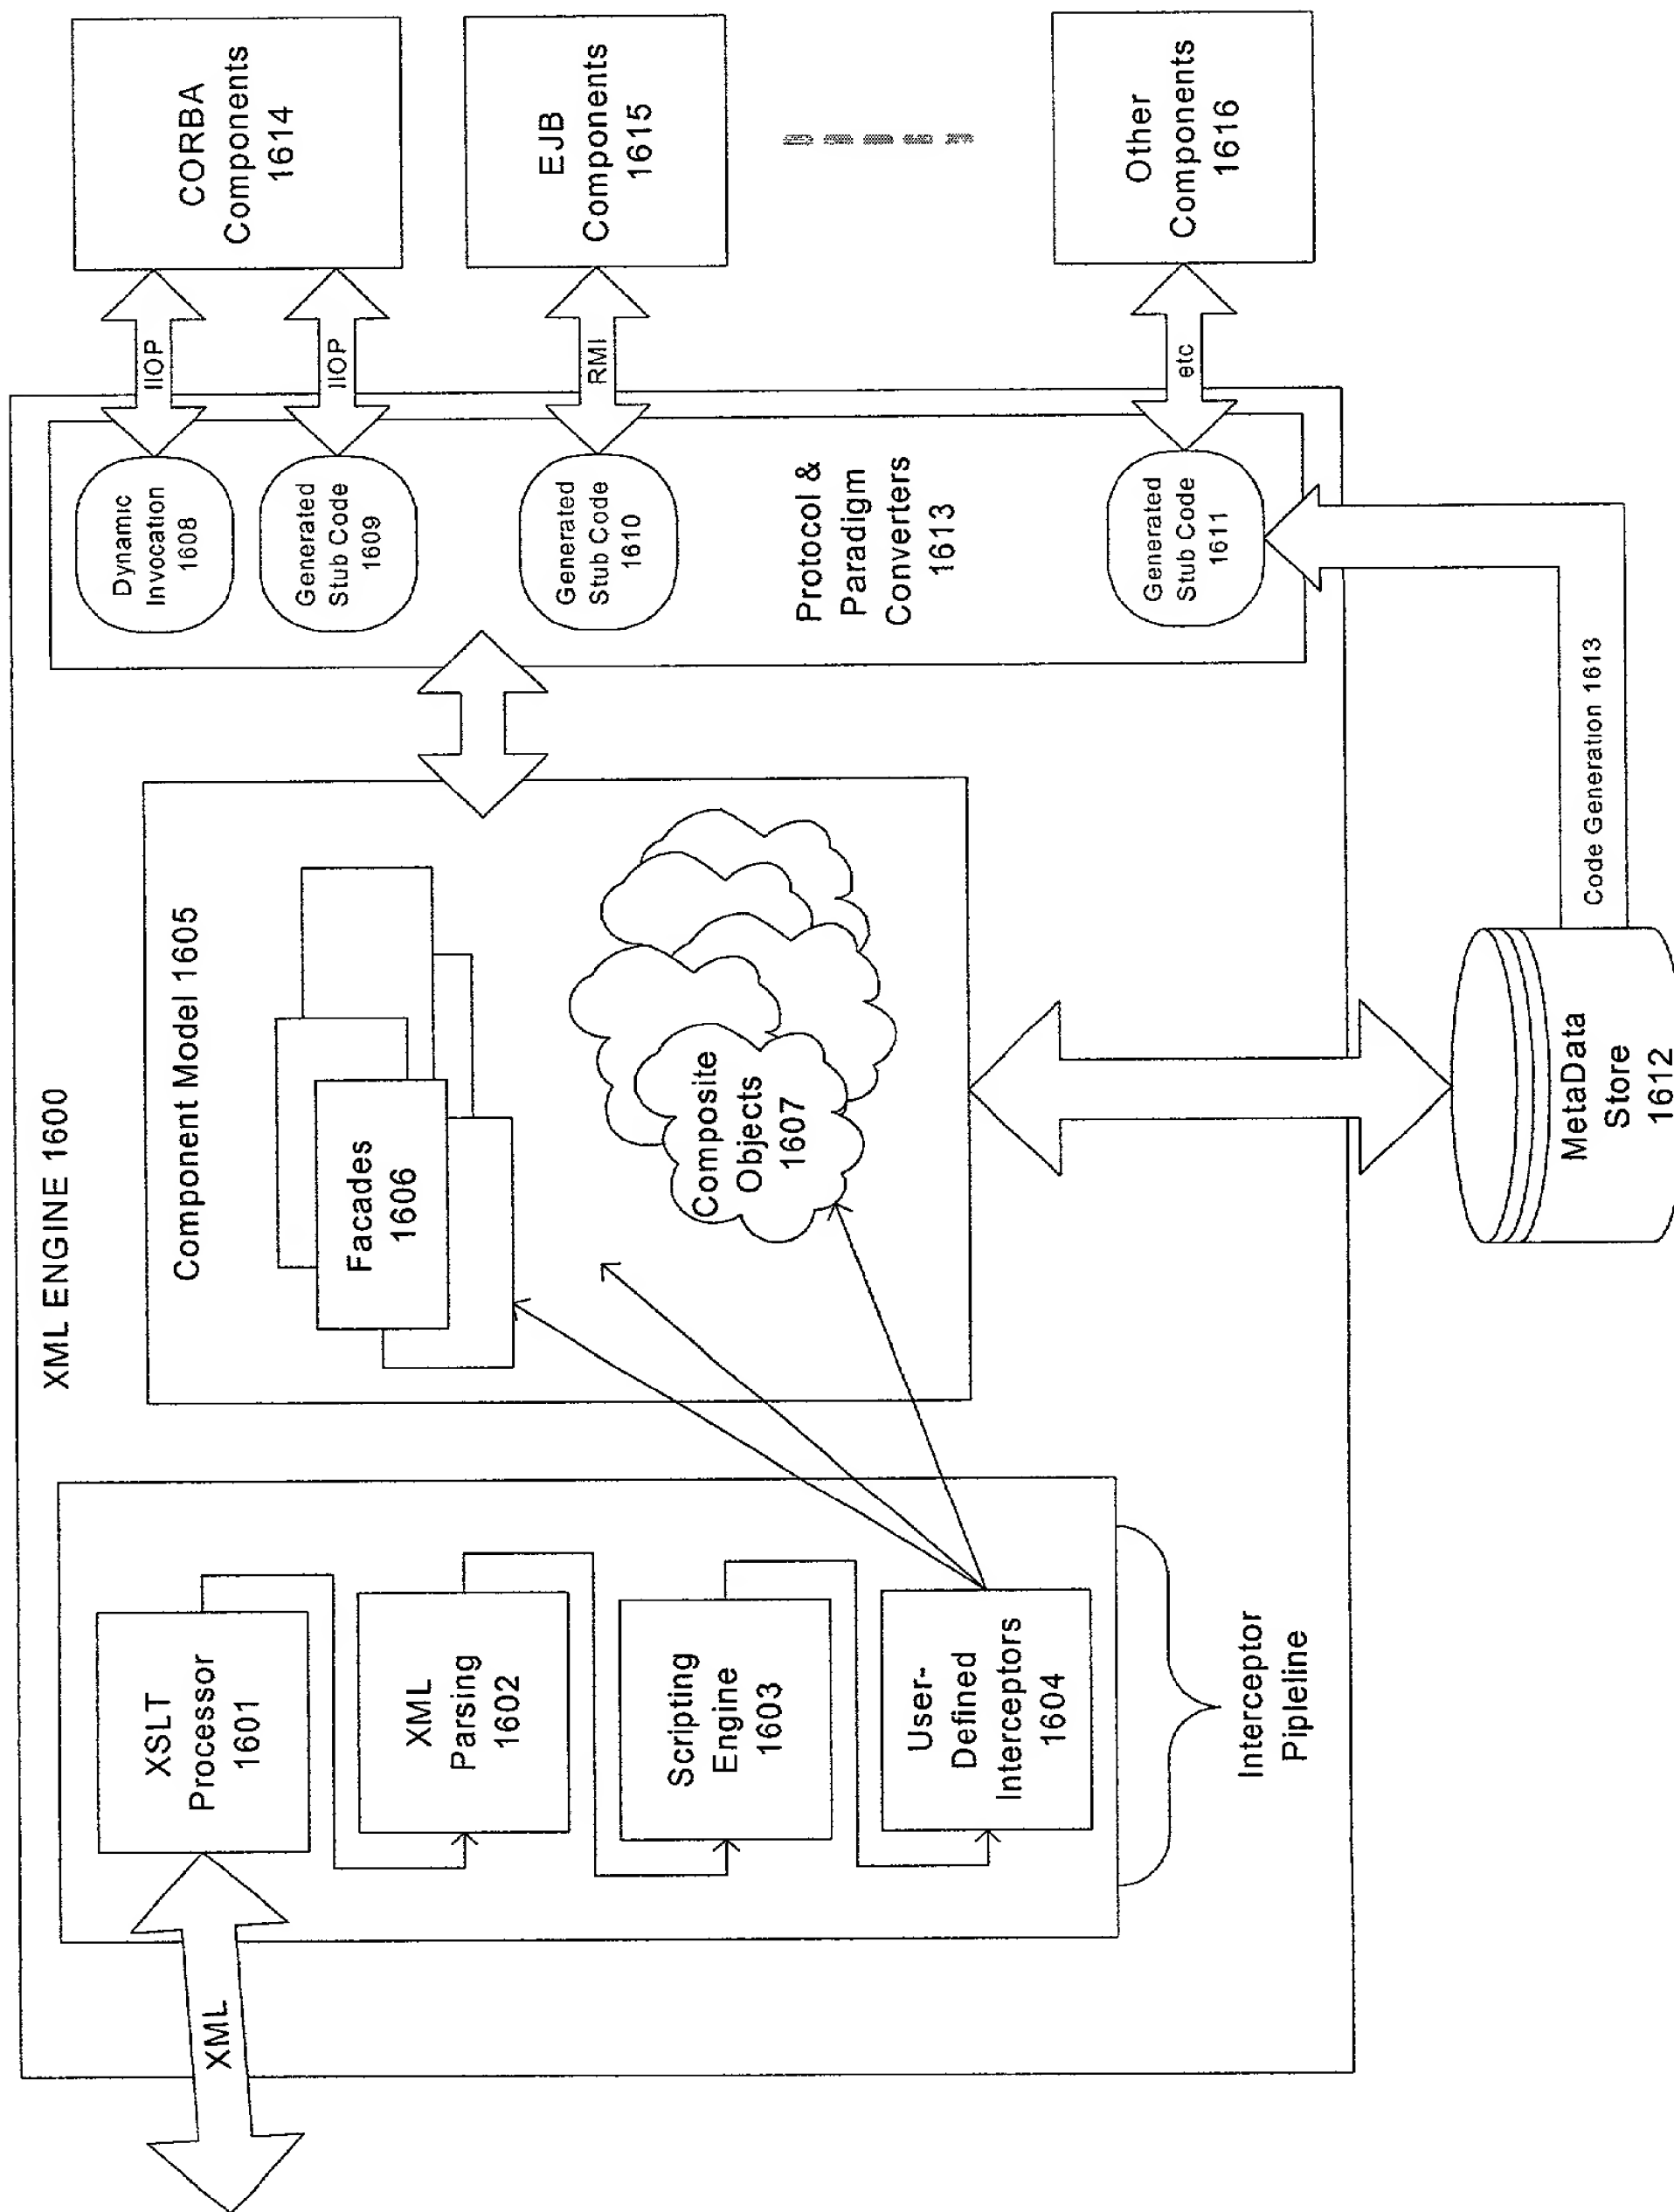 XML ENGINE 1600
XML
XSLT
Processor
1601
XML
Parsing
1602
Scripting
Engine
1603
User-
Defined
Interceptors
1604
Interceptor
Pipleline
Component Model 1605
Facades
1606
Composite
Objects
1607
Dynamic
Invocation
1608
Generated
Stub Code
1609
Generated
Stub Code
1610
Protocol &
Paradigm
Converters
1613
Generated
Stub Code
1611
IIOP
IIOP
RMI
etc
CORBA
Components
1614
EJB
Components
1615
Other
Components
1616
MetaData
Store
1612
Code Generation 1613